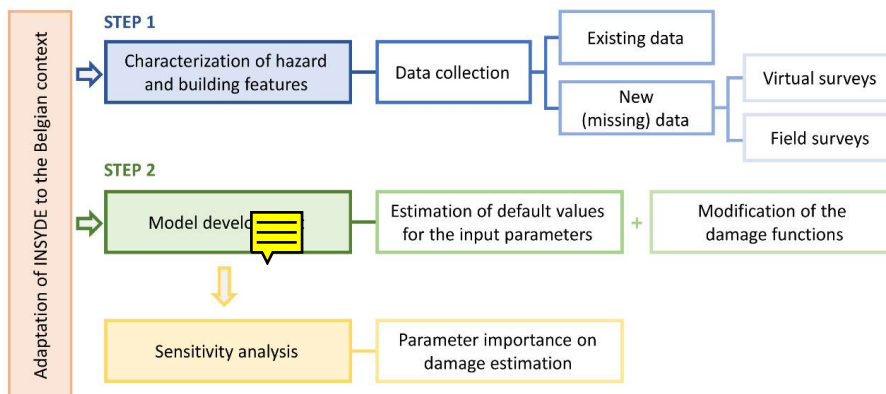 Adaptation of INSYDE to the Belgian context
STEP 1
Characterization of hazard
and building features
Data collection
Existing data
New
(missing) data
Virtual surveys
Field surveys
STEP 2
Model
Estimation of default values
for the input parameters
+
Modification of the
damage functions
Sensitivity analysis
Parameter importance on
damage estimation